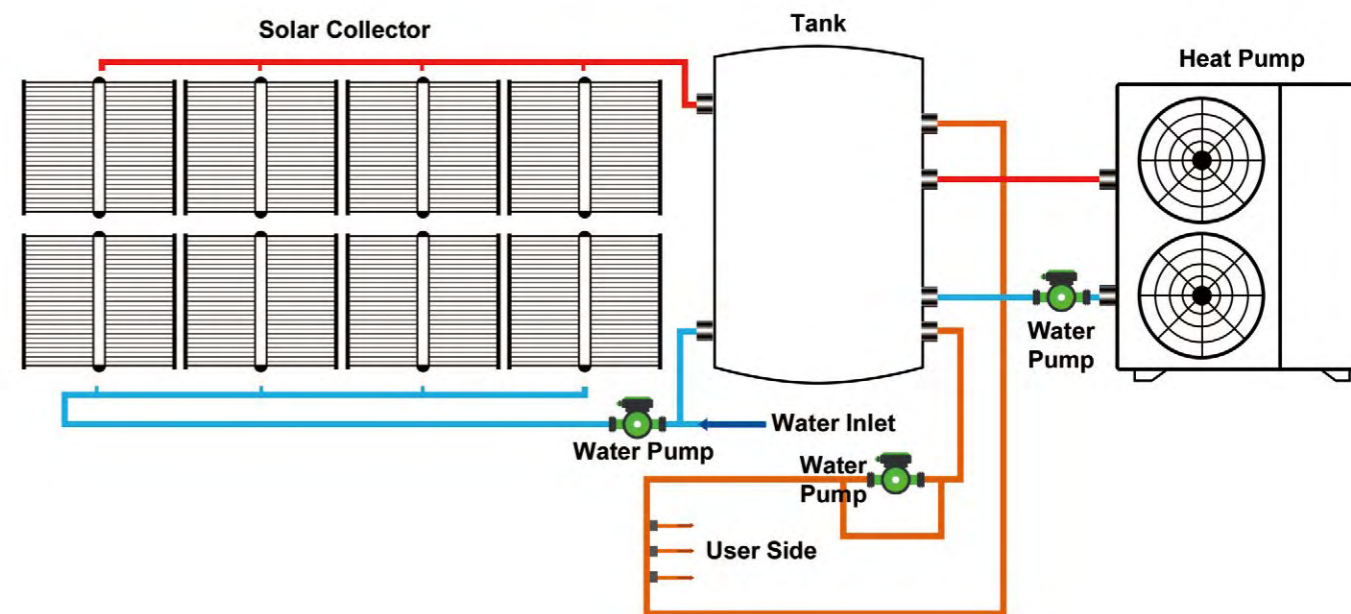 Solar Collector
Tank
Heat Pump
Water
Pump
Water Inlet
Water Pump
Water
Pump
User Side